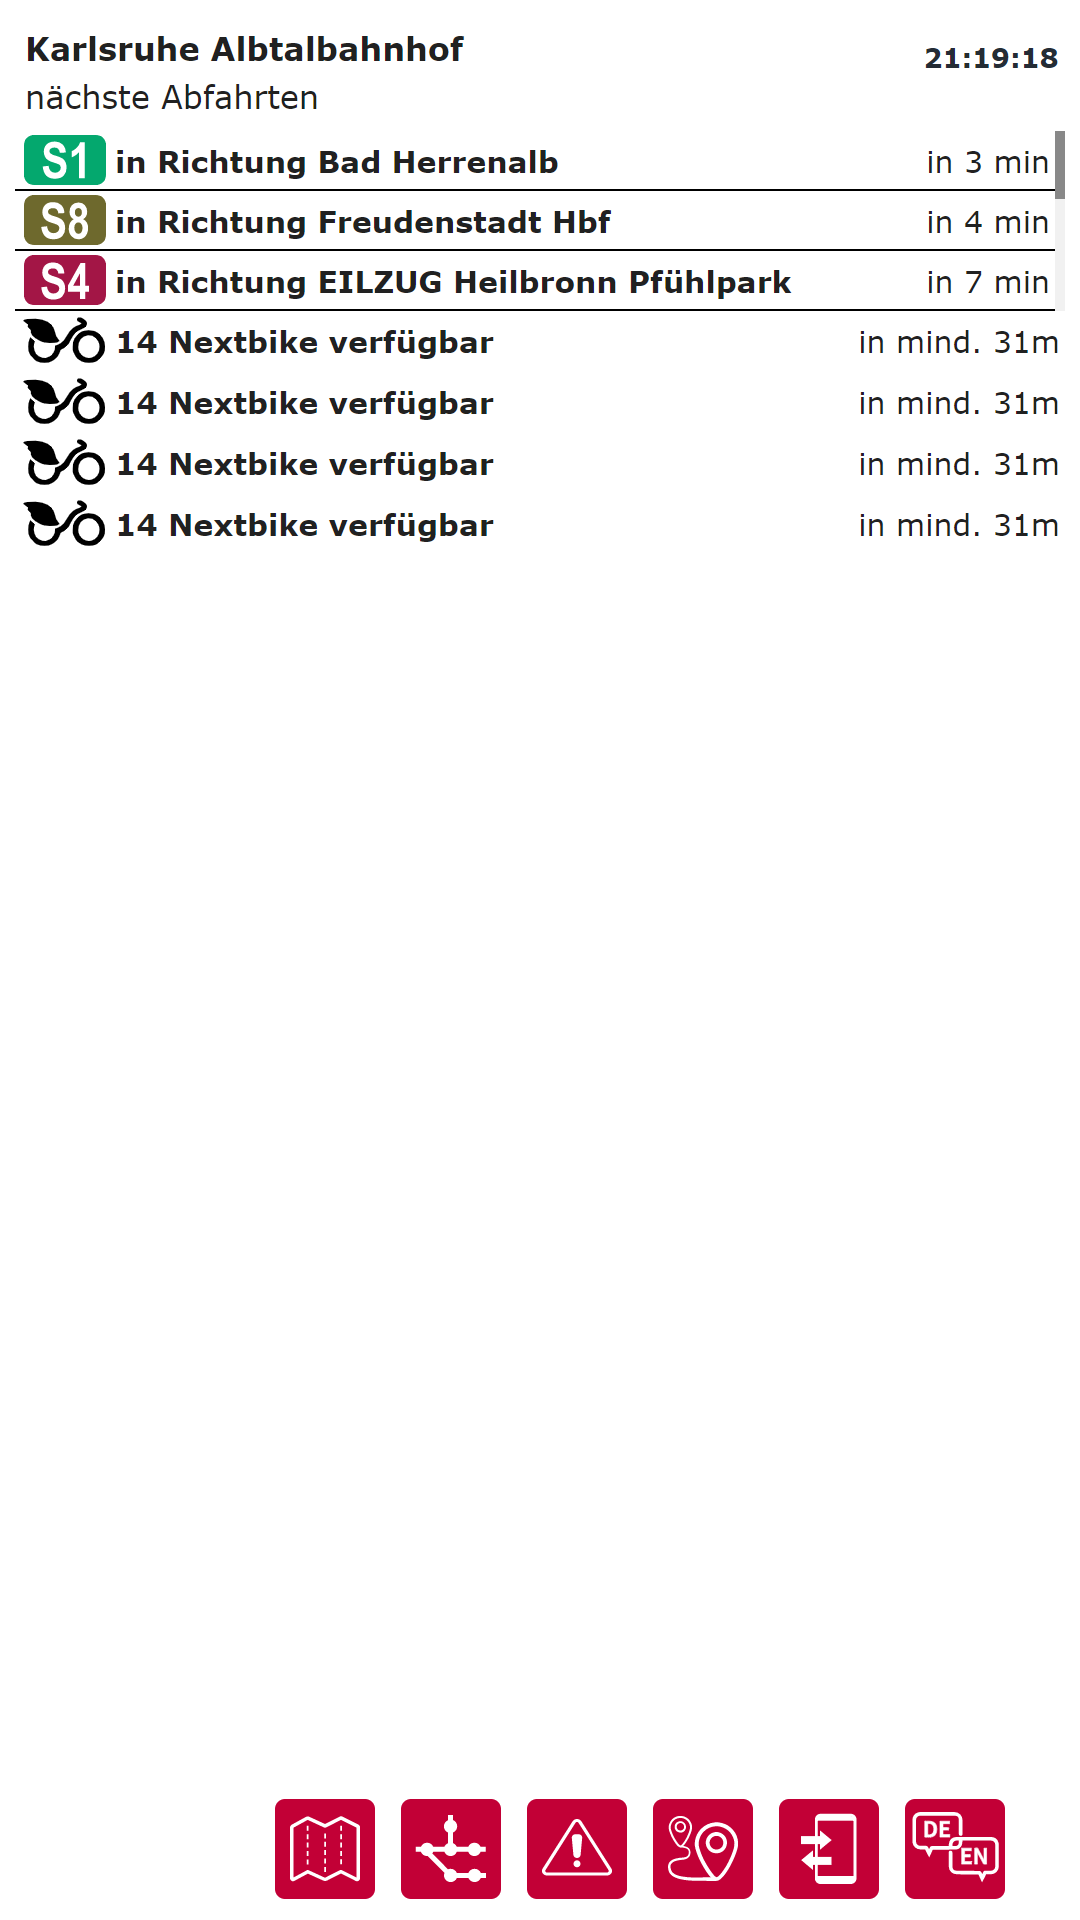 Karlsruhe Albtalbahnhof
21:19:18
nächste Abfahrten
S1 in Richtung Bad Herrenalb in 3 min
S8 in Richtung Freudenstadt Hbf in 4 min
S4 in Richtung EILZUG Heilbronn Pfühlpark in 7 min
14 Nextbike verfügbar in mind. 31m
14 Nextbike verfügbar in mind. 31m
14 Nextbike verfügbar in mind. 31m
14 Nextbike verfügbar in mind. 31m
DE
EN